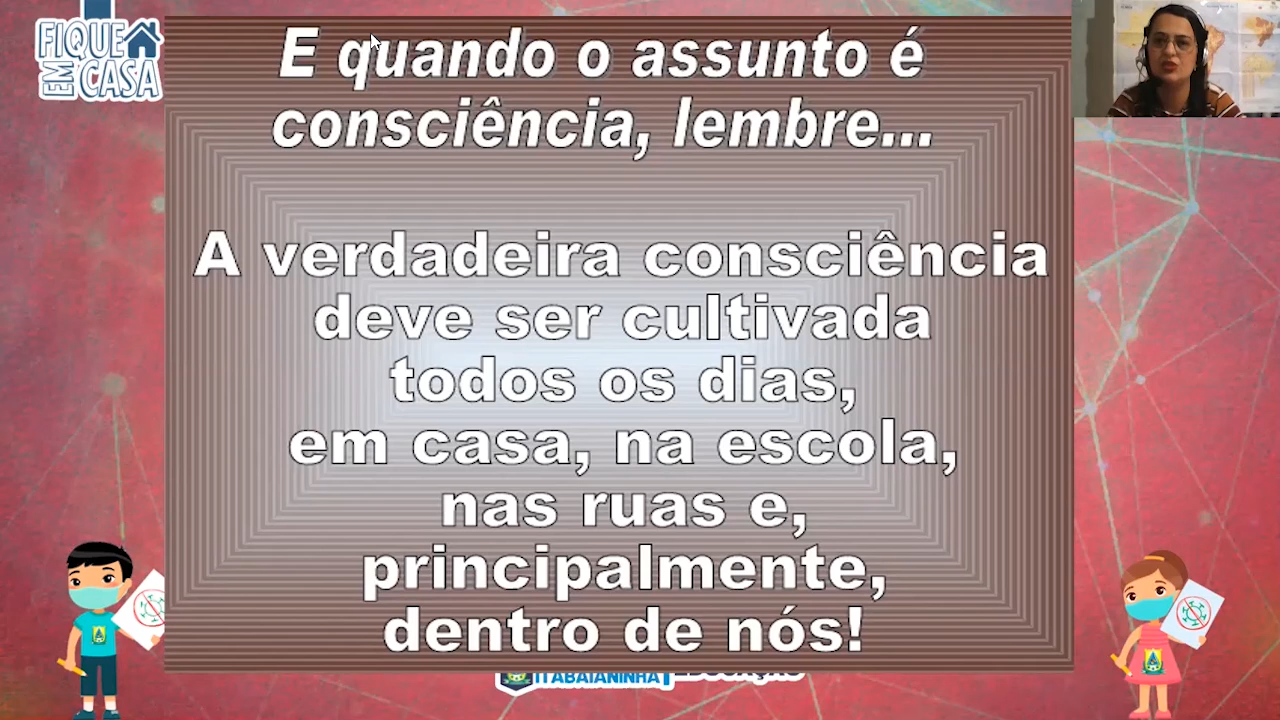 FIQUE
EM CASA
E quando o assunto é
consciência, lembre...
A verdadeira consciência
deve ser cultivada
todos os dias,
em casa, na escola,
nas ruas e,
principalmente,
dentro de nós!
ITABAIANINHA EDUCAÇÃO